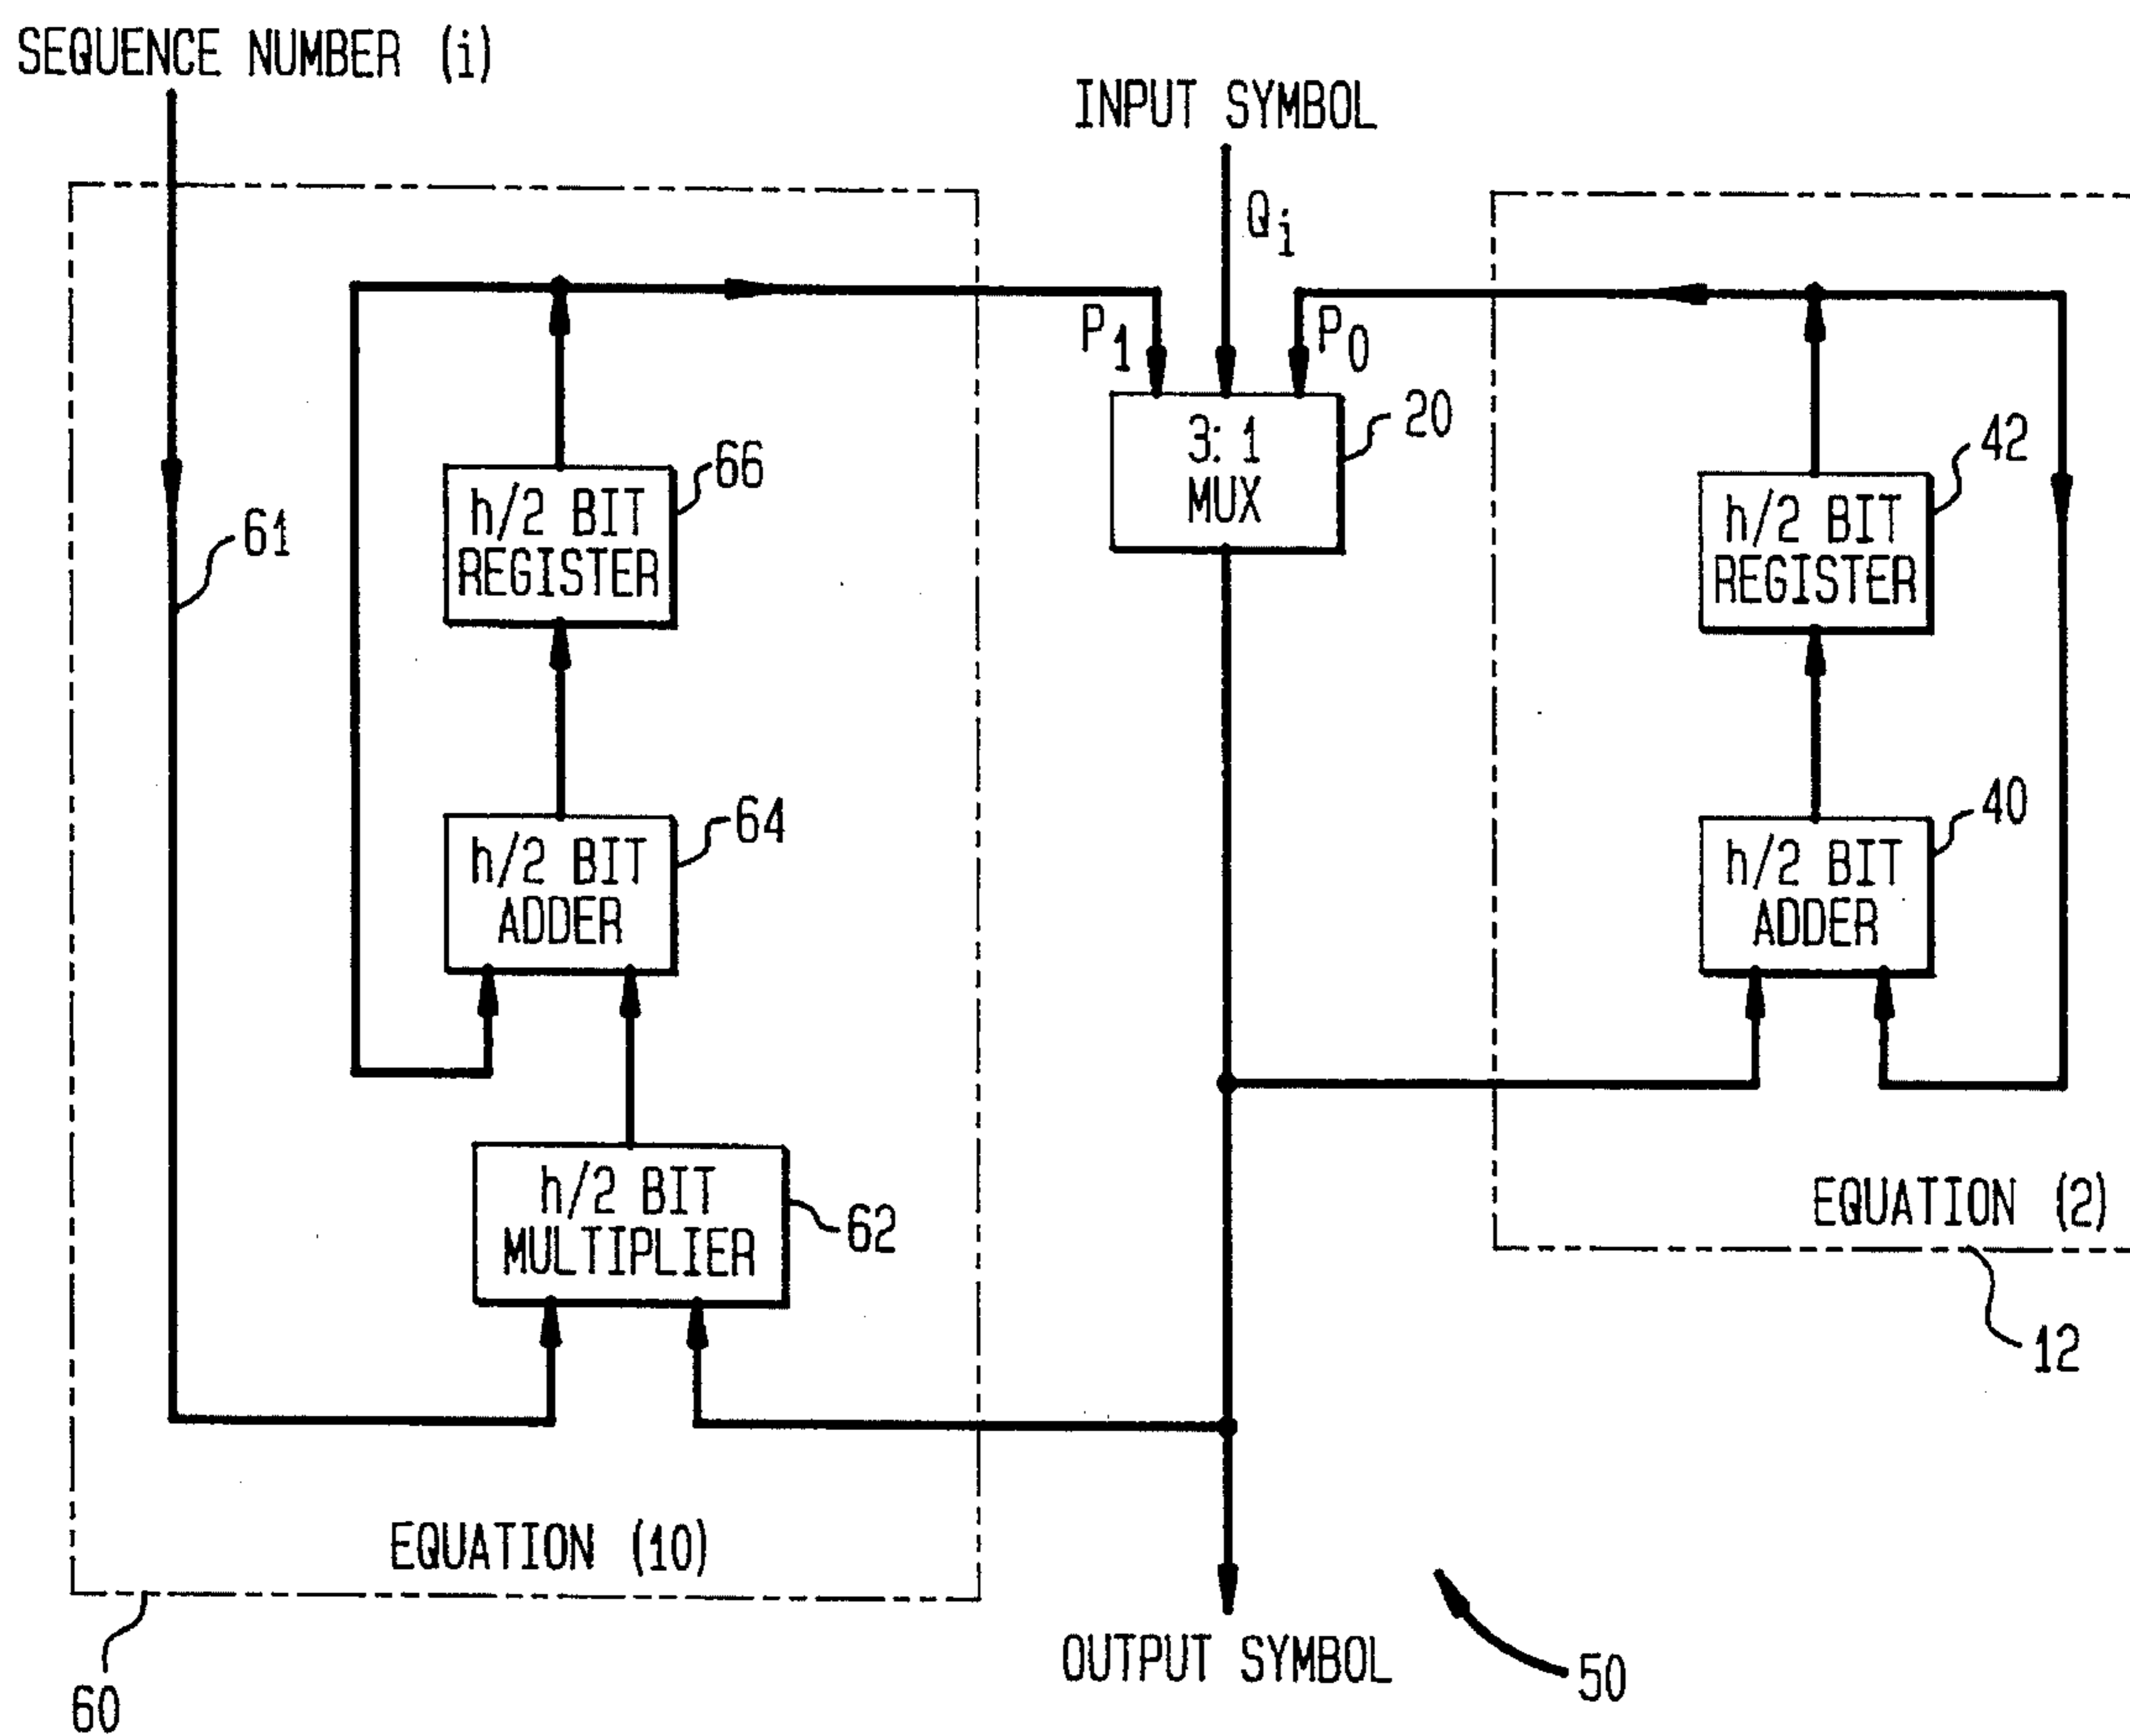 SEQUENCE NUMBER (i)
INPUT SYMBOL
Qi
P1
P0
3:1
MUX
20
h/2 BIT
REGISTER
66
h/2 BIT
REGISTER
42
61
h/2 BIT
ADDER
64
h/2 BIT
ADDER
40
h/2 BIT
MULTIPLIER
62
EQUATION (2)
12
EQUATION (10)
60
OUTPUT SYMBOL
50